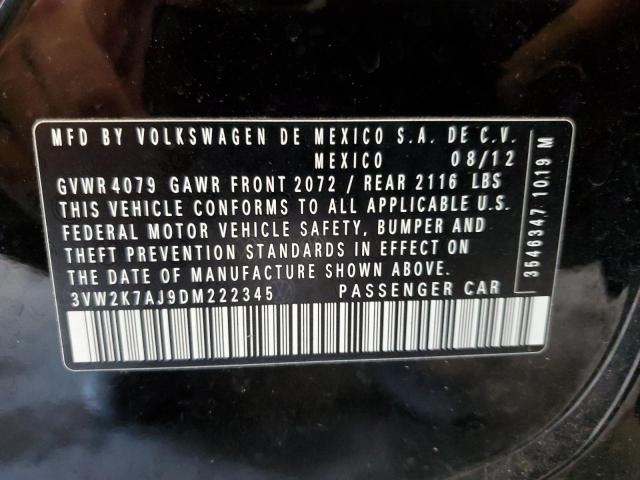 MFD BY VOLKSWAGEN DE MEXICO S.A. DE C.V.
MEXICO 08/12
GVWR 4079 GAWR FRONT 2072 / REAR 2116 LBS
THIS VEHICLE CONFORMS TO ALL APPLICABLE U.S.
FEDERAL MOTOR VEHICLE SAFETY, BUMPER AND
THEFT PREVENTION STANDARDS IN EFFECT ON
THE DATE OF MANUFACTURE SHOWN ABOVE.
3VW2K7AJ9DM222345 PASSENGER CAR
3546347 1019 M